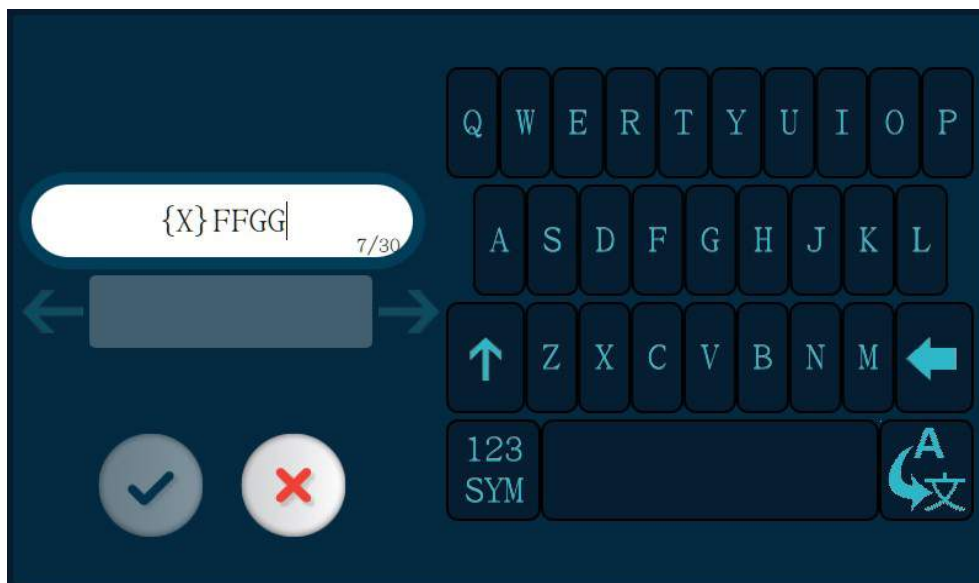 {X}FFGG
7/30
Q W E R T Y U I O P
A S D F G H J K L
Z X C V B N M
123
SYM
A
文